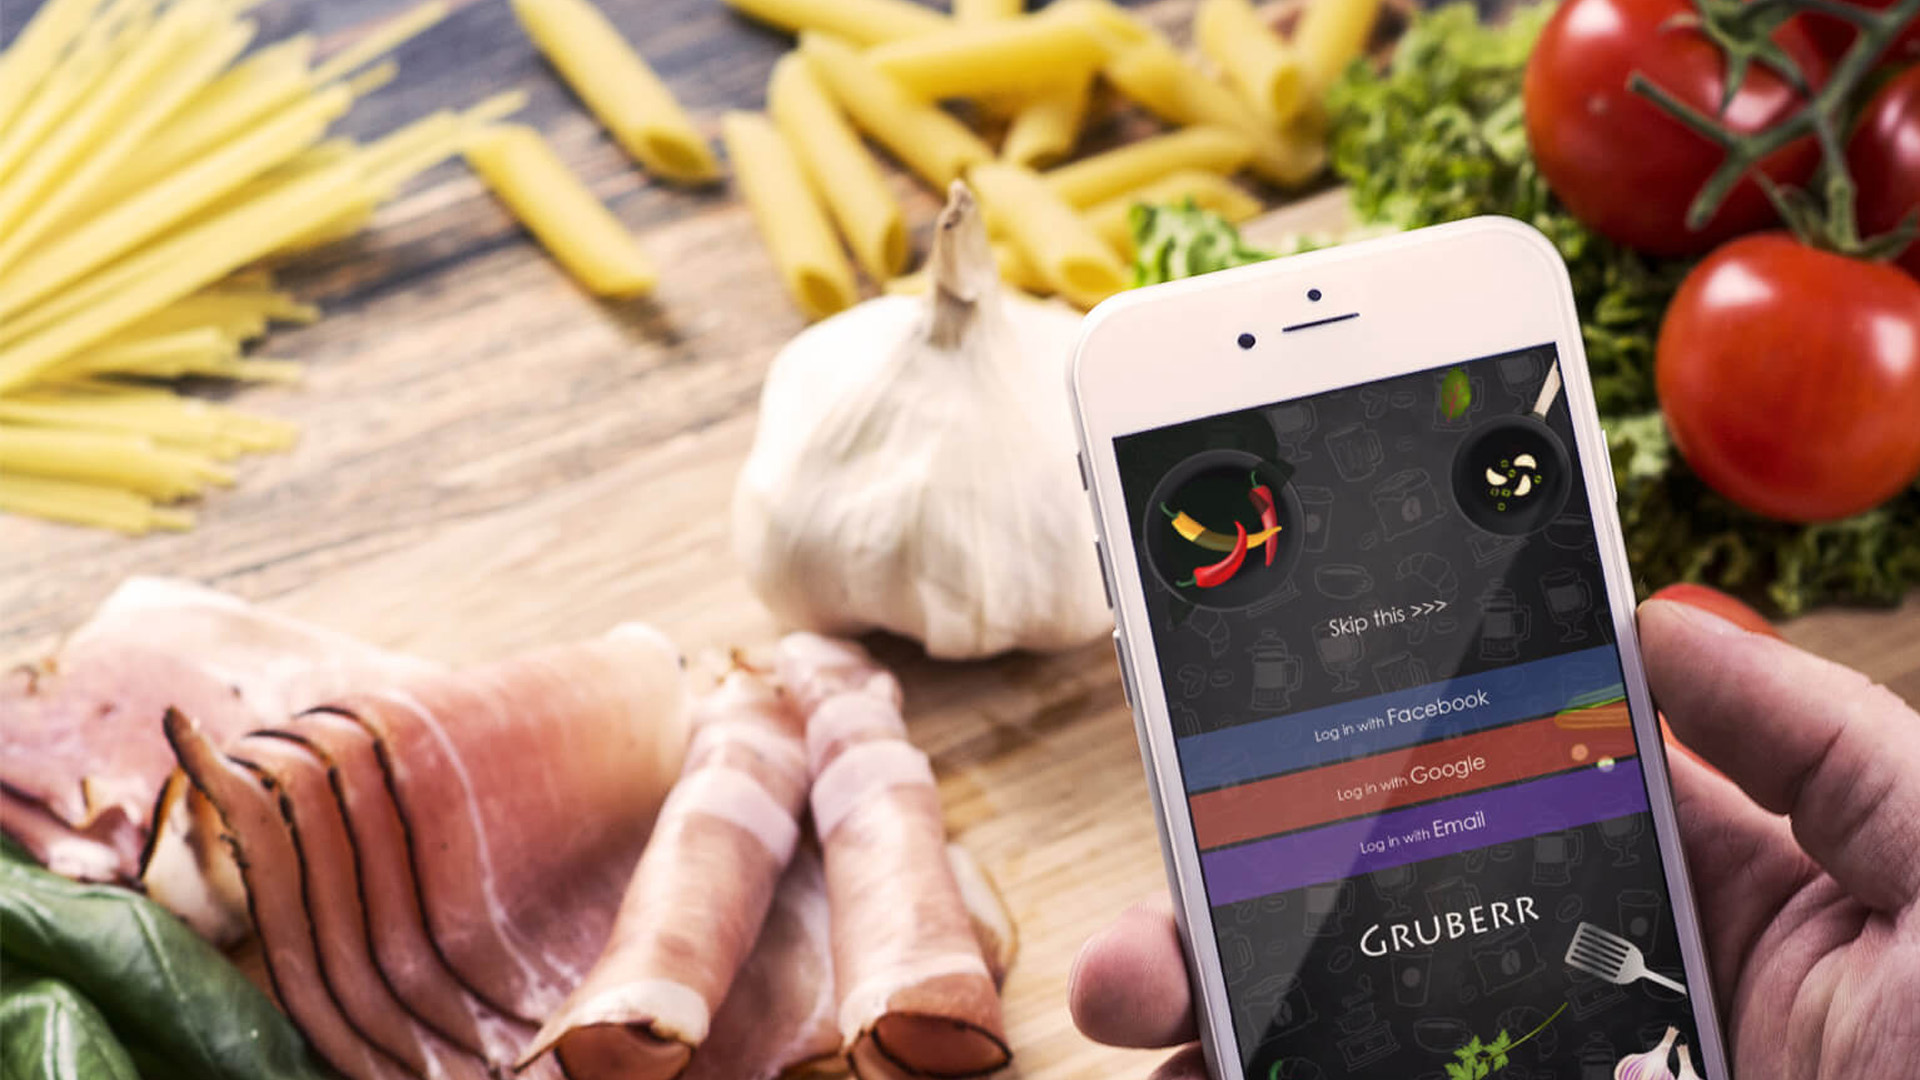 Skip this >>>
Log in with Facebook
Log in with Google
Log in with Email
GRUBERR